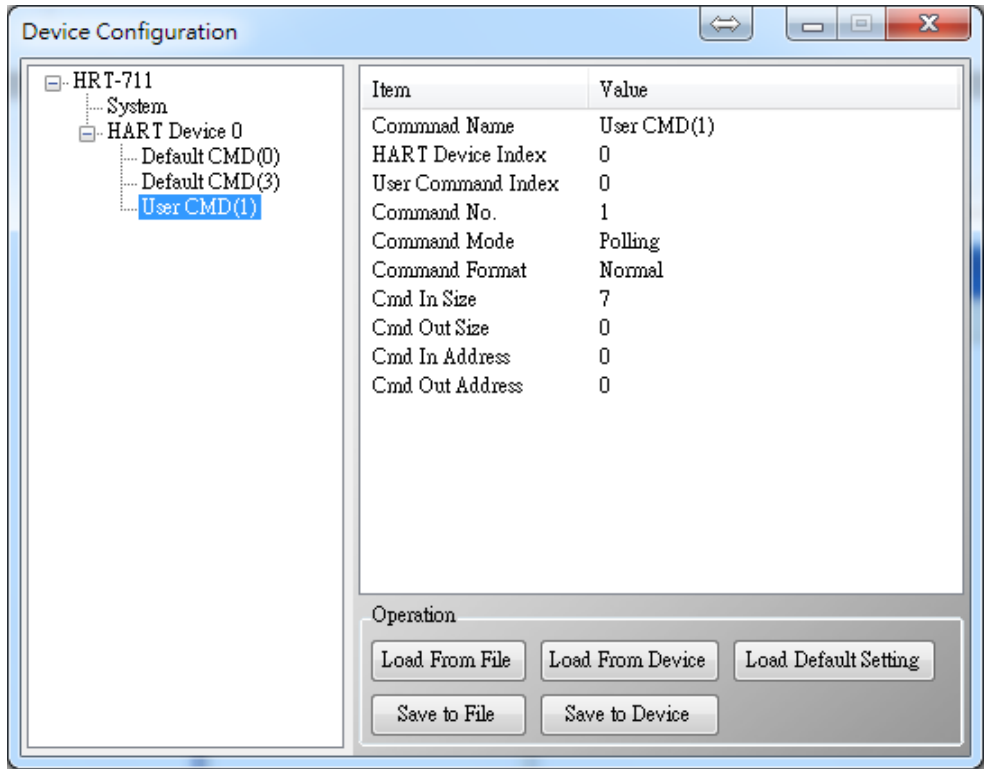 Device Configuration
HRT-711
System
HART Device 0
Default CMD(0)
Default CMD(3)
User CMD(1)
Item Value
Commnad Name User CMD(1)
HART Device Index 0
User Command Index 0
Command No. 1
Command Mode Polling
Command Format Normal
Cmd In Size 7
Cmd Out Size 0
Cmd In Address 0
Cmd Out Address 0
Operation
Load From File Load From Device Load Default Setting
Save to File Save to Device